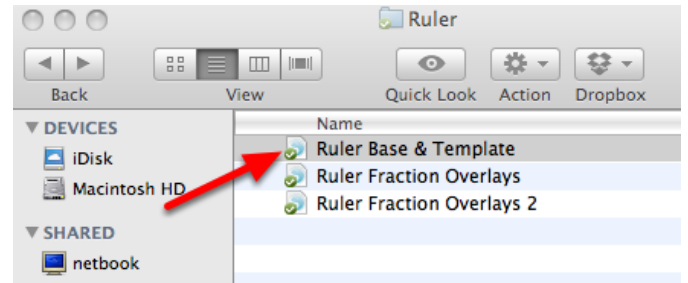 Ruler
Back View Quick Look Action Dropbox
▼ DEVICES
iDisk
Macintosh HD
▼ SHARED
netbook
Name
Ruler Base & Template
Ruler Fraction Overlays
Ruler Fraction Overlays 2